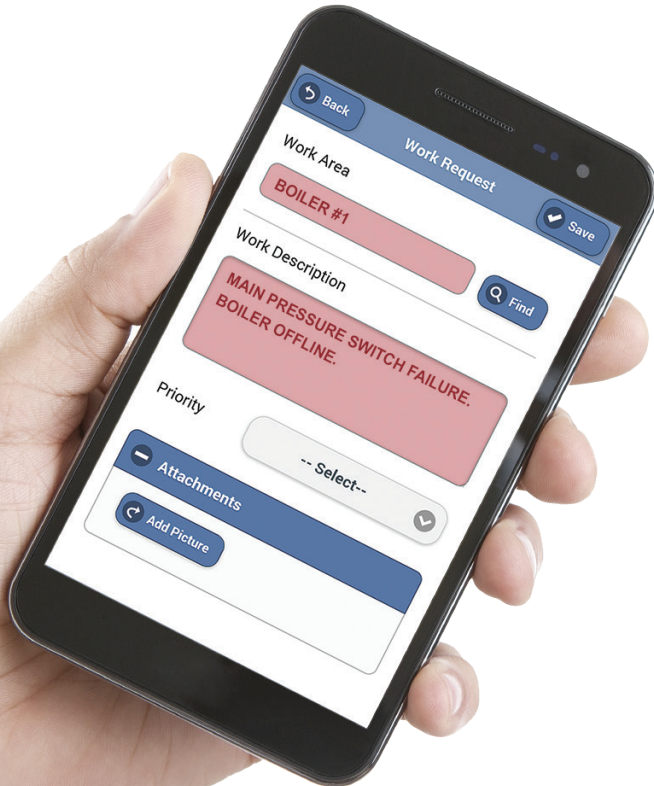 Back
Work Request
Save
Work Area
BOILER #1
Find
Work Description
MAIN PRESSURE SWITCH FAILURE.
BOILER OFFLINE.
Priority
-- Select--
Attachments
Add Picture